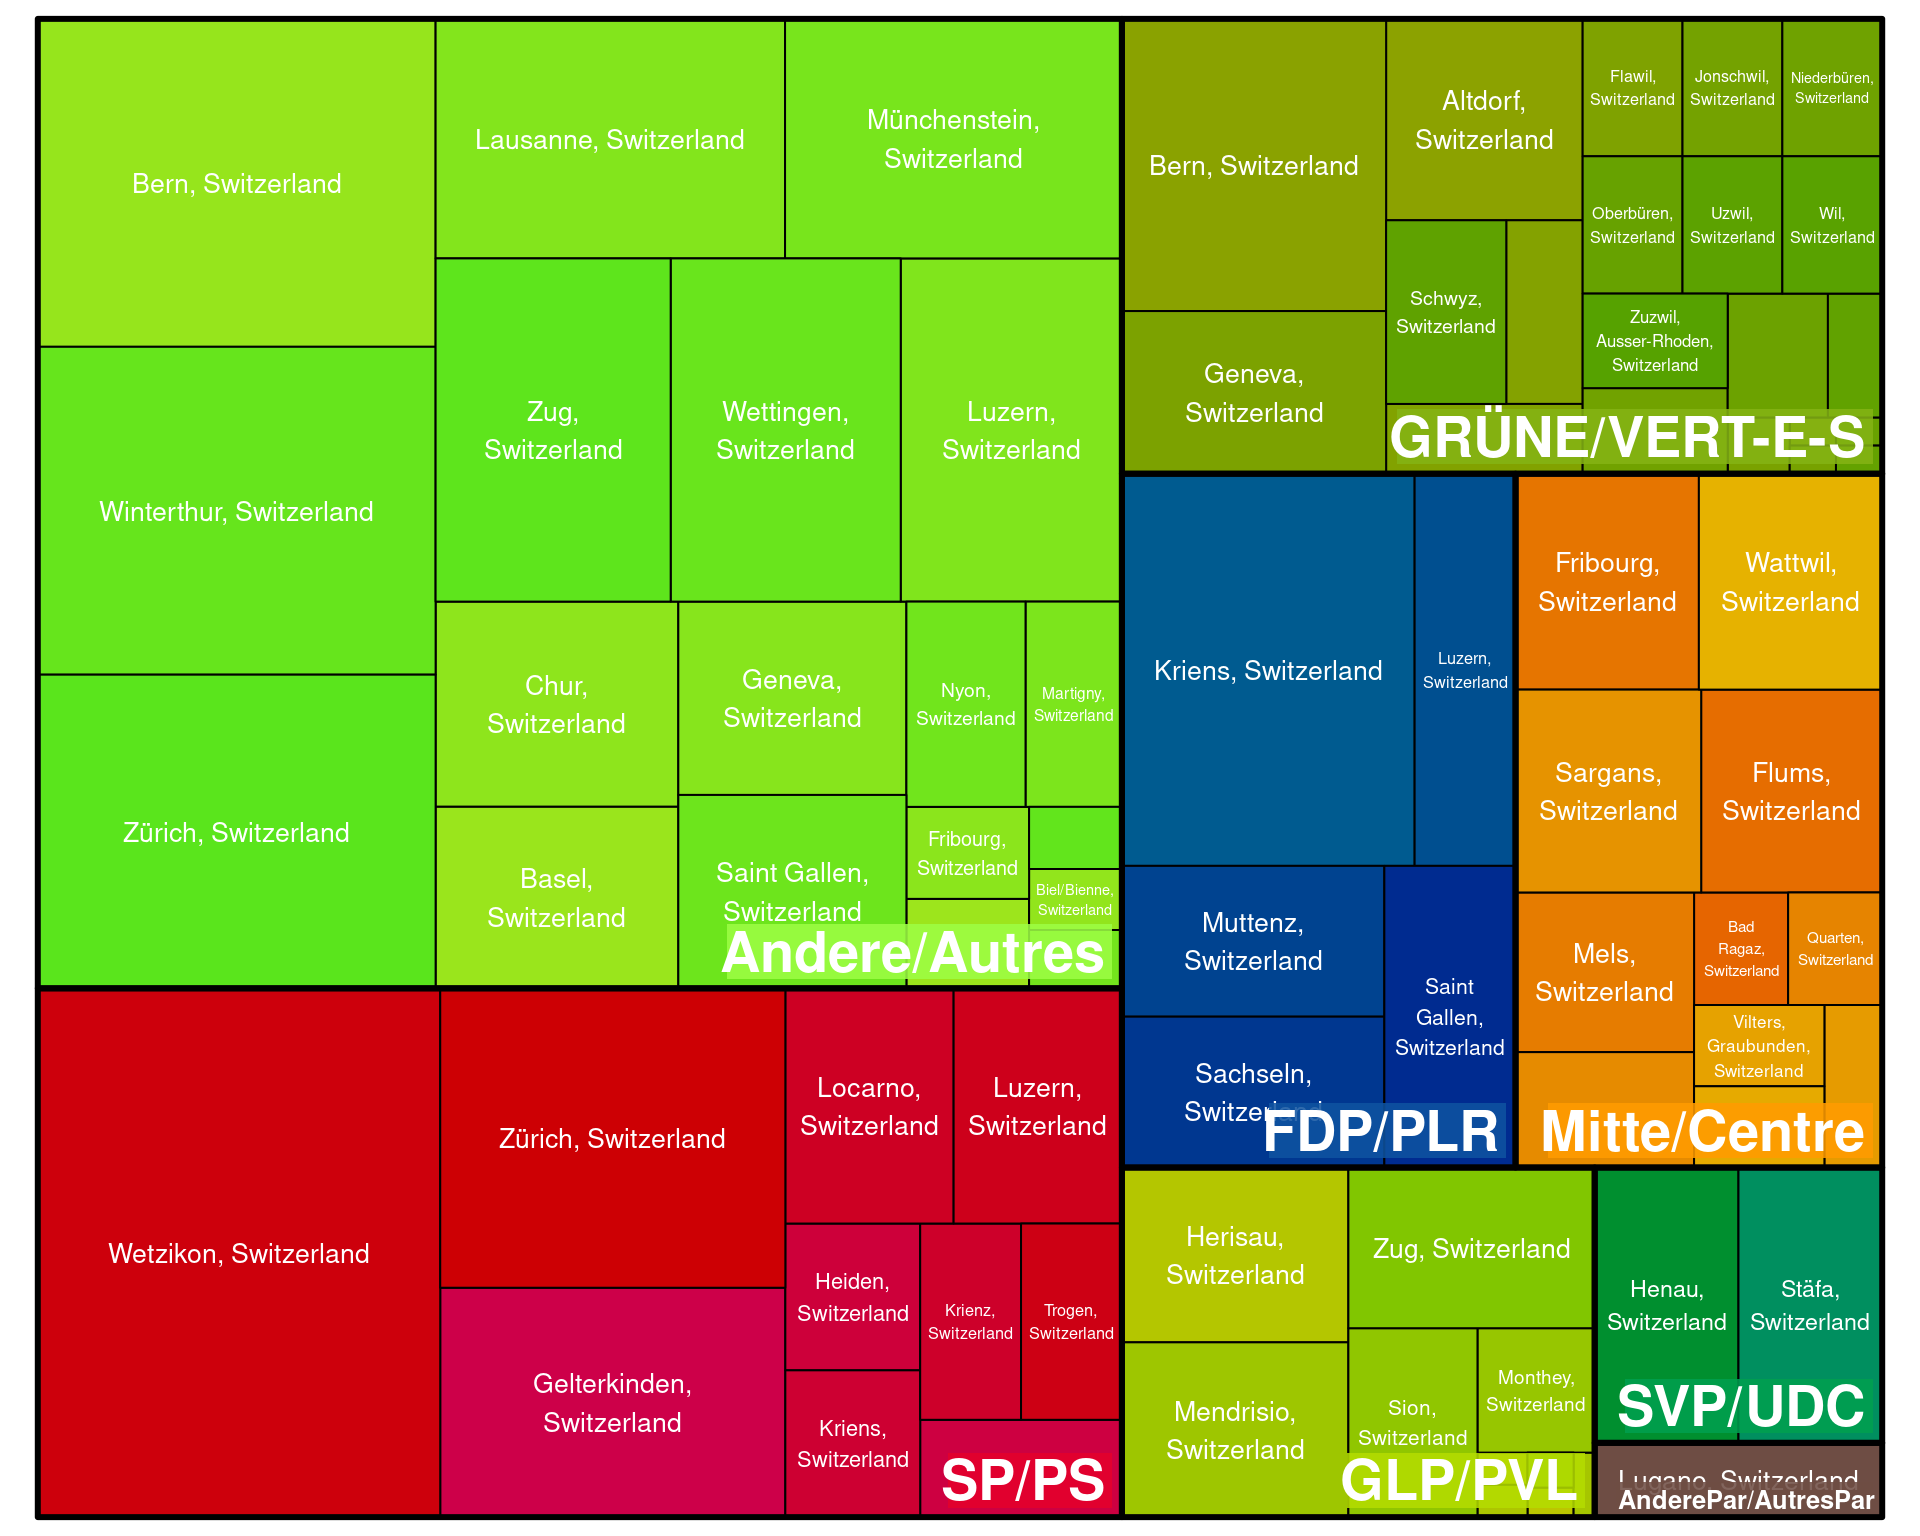 Bern, Switzerland
Lausanne, Switzerland
Münchenstein,
Switzerland
Winterthur, Switzerland
Zug,
Switzerland
Wettingen,
Switzerland
Luzern,
Switzerland
Zürich, Switzerland
Chur,
Switzerland
Geneva,
Switzerland
Nyon,
Switzerland
Martigny,
Switzerland
Basel,
Switzerland
Saint Gallen,
Switzerland
Fribourg,
Switzerland
Biel/Bienne,
Switzerland
Andere/Autres
Bern, Switzerland
Altdorf,
Switzerland
Flawil,
Switzerland
Jonschwil,
Switzerland
Niederbüren,
Switzerland
Oberbüren,
Switzerland
Uzwil,
Switzerland
Wil,
Switzerland
Geneva,
Switzerland
Schwyz,
Switzerland
Zuzwil,
Ausser-Rhoden,
Switzerland
GRÜNE/VERT-E-S
Kriens, Switzerland
Luzern,
Switzerland
Muttenz,
Switzerland
Sachseln,
Switzerland
Saint
Gallen,
Switzerland
FDP/PLR
Fribourg,
Switzerland
Wattwil,
Switzerland
Sargans,
Switzerland
Flums,
Switzerland
Mels,
Switzerland
Bad
Ragaz,
Switzerland
Quarten,
Switzerland
Vilters,
Graubunden,
Switzerland
Mitte/Centre
Wetzikon, Switzerland
Zürich, Switzerland
Locarno,
Switzerland
Luzern,
Switzerland
Gelterkinden,
Switzerland
Heiden,
Switzerland
Krienz,
Switzerland
Trogen,
Switzerland
Kriens,
Switzerland
SP/PS
Herisau,
Switzerland
Zug, Switzerland
Mendrisio,
Switzerland
Sion,
Switzerland
Monthey,
Switzerland
GLP/PVL
Henau,
Switzerland
Stäfa,
Switzerland
SVP/UDC
Lugano, Switzerland
AnderePar/AutresPar